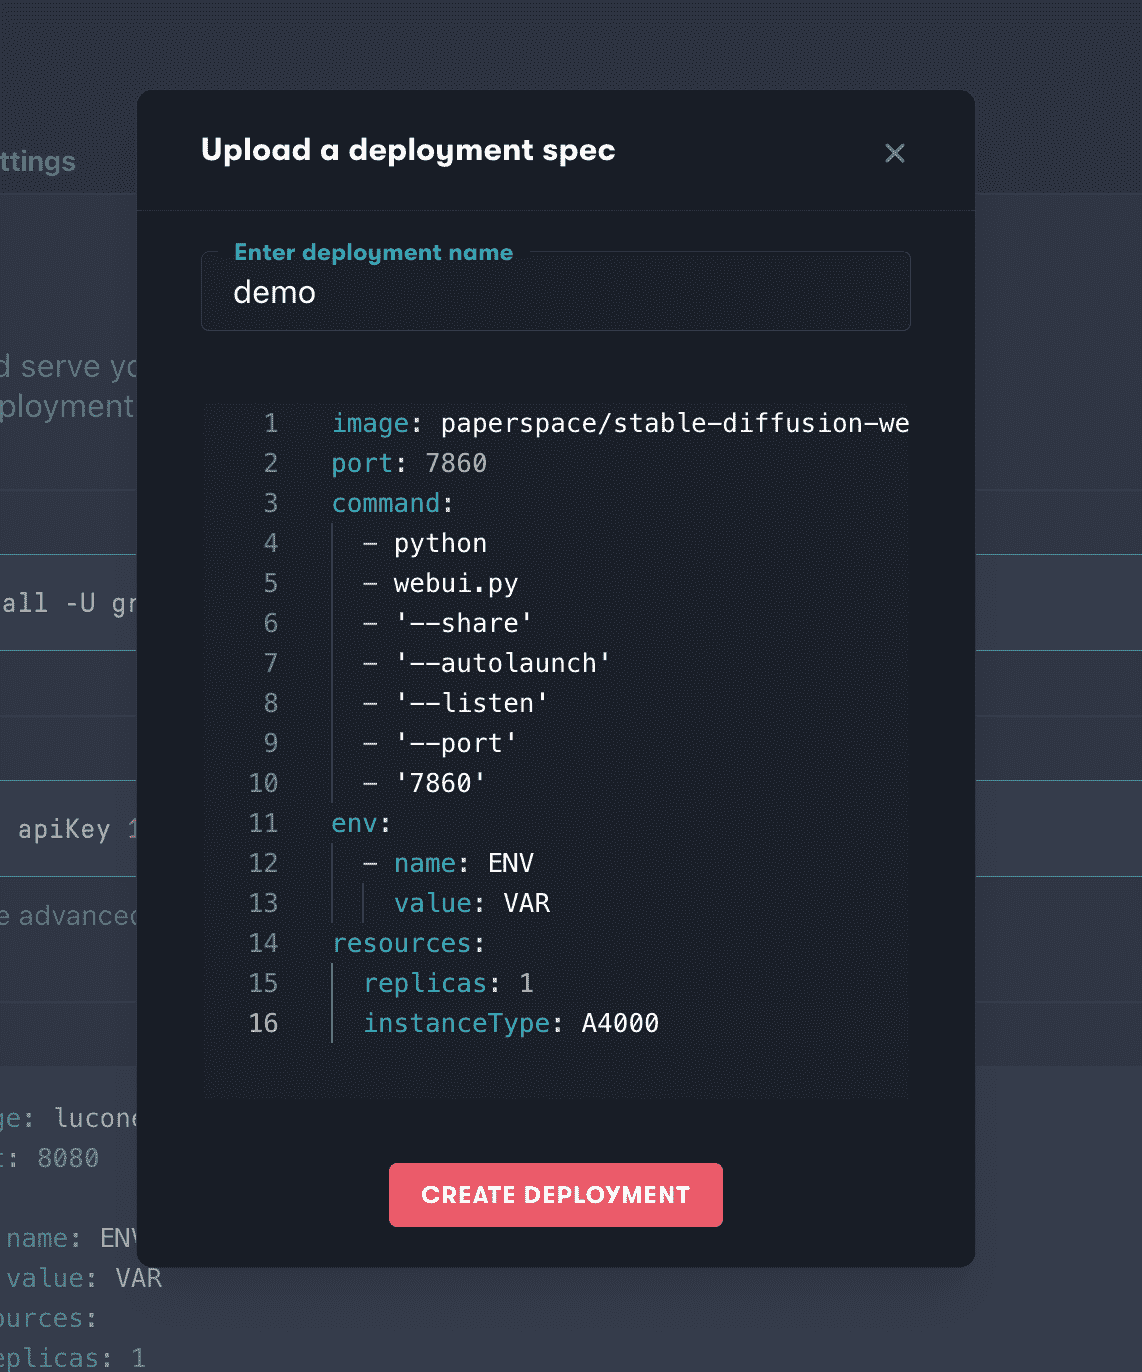 Upload a deployment spec
ttings
Enter deployment name
demo
d serve
ployment
1 image: paperspace/stable-diffusion-we
2 port: 7860
3 command:
4 - python
5 - webui.py
6 - '--share'
7 - '--autolaunch'
8 - '--listen'
9 - '--port'
10 - '7860'
11 env:
12 - name: ENV
13 value: VAR
14 resources:
15 replicas: 1
16 instanceType: A4000
all -U gr
apiKey 1
e advanced
CREATE DEPLOYMENT
ge: lucone
t: 8080
name: ENV
value: VAR
ources:
eplicas: 1